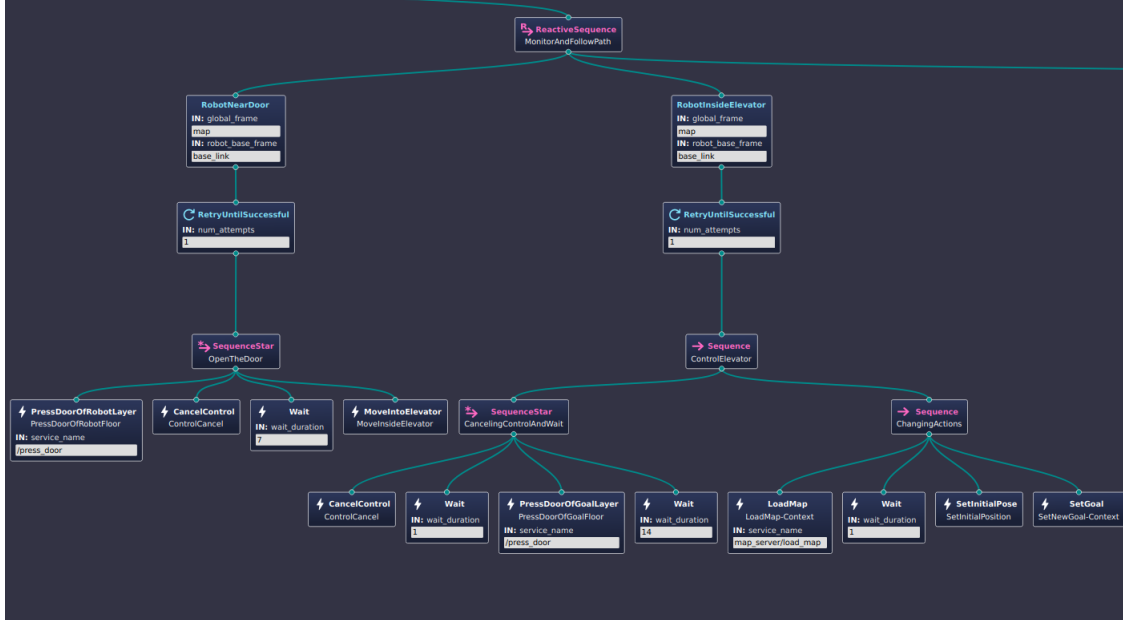 ReactiveSequence
MonitorAndFollowPath
RobotNearDoor
IN: global_frame
map
IN: robot_base_frame
base_link
RobotInsideElevator
IN: global_frame
map
IN: robot_base_frame
base_link
RetryUntilSuccessful
IN: num_attempts
1
RetryUntilSuccessful
IN: num_attempts
1
SequenceStar
OpenTheDoor
Sequence
ControlElevator
PressDoorOfRobotLayer
PressDoorOfRobotFloor
IN: service_name
/press_door
CancelControl
ControlCancel
Wait
IN: wait_duration
7
MoveIntoElevator
MoveInsideElevator
SequenceStar
CancelingControlAndWait
Sequence
ChangingActions
CancelControl
ControlCancel
Wait
IN: wait_duration
1
PressDoorOfGoalLayer
PressDoorOfGoalFloor
IN: service_name
/press_door
Wait
IN: wait_duration
14
LoadMap
LoadMap-Context
IN: service_name
map_server/load_map
Wait
IN: wait_duration
1
SetInitialPose
SetInitialPosition
SetGoal
SetNewGoal-Context